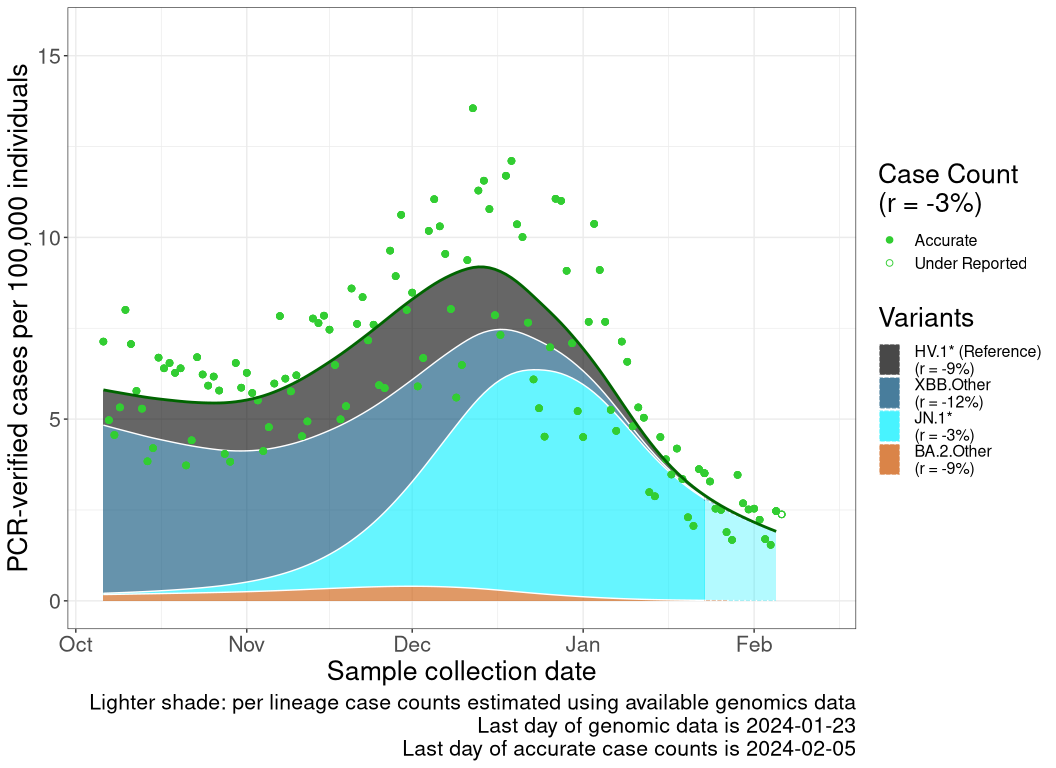 PCR-verified cases per 100,000 individuals
15
10
5
0
Oct
Nov
Dec
Jan
Feb
Sample collection date
Lighter shade: per lineage case counts estimated using available genomics data
Last day of genomic data is 2024-01-23
Last day of accurate case counts is 2024-02-05
Case Count
(r = -3%)
Accurate
Under Reported
Variants
HV.1* (Reference)
(r = -9%)
XBB.Other
(r = -12%)
JN.1*
(r = -3%)
BA.2.Other
(r = -9%)